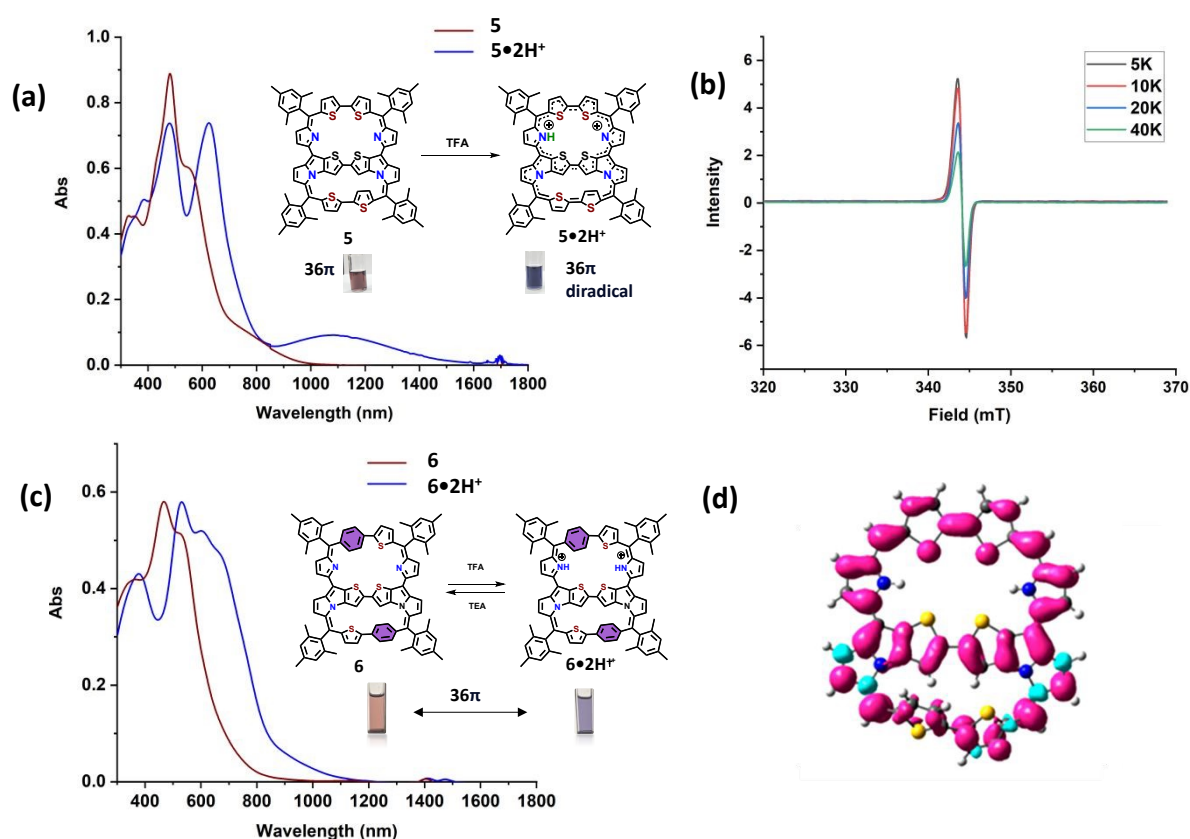 (a)
5
5●2H⁺
1.0
0.8
0.6
0.4
0.2
0.0
Abs
400 600 800 1000 1200 1400 1600 1800
Wavelength (nm)
S S
N N
S S
N N
S S
5
36π
TFA
S S
⊕ ⊕
NH N
S S
N N
S S
5●2H⁺
36π
diradical
(b)
5K
10K
20K
40K
6
4
2
0
-2
-4
-6
Intensity
320 330 340 350 360 370
Field (mT)
(c)
6
6●2H⁺
0.6
0.4
0.2
0.0
Abs
400 600 800 1000 1200 1400 1600 1800
Wavelength (nm)
S
N N
S S
N N
S
6
TFA
TEA
S
⊕ ⊕
NH HN
S S
N N
S
6●2H⁺
36π
(d)